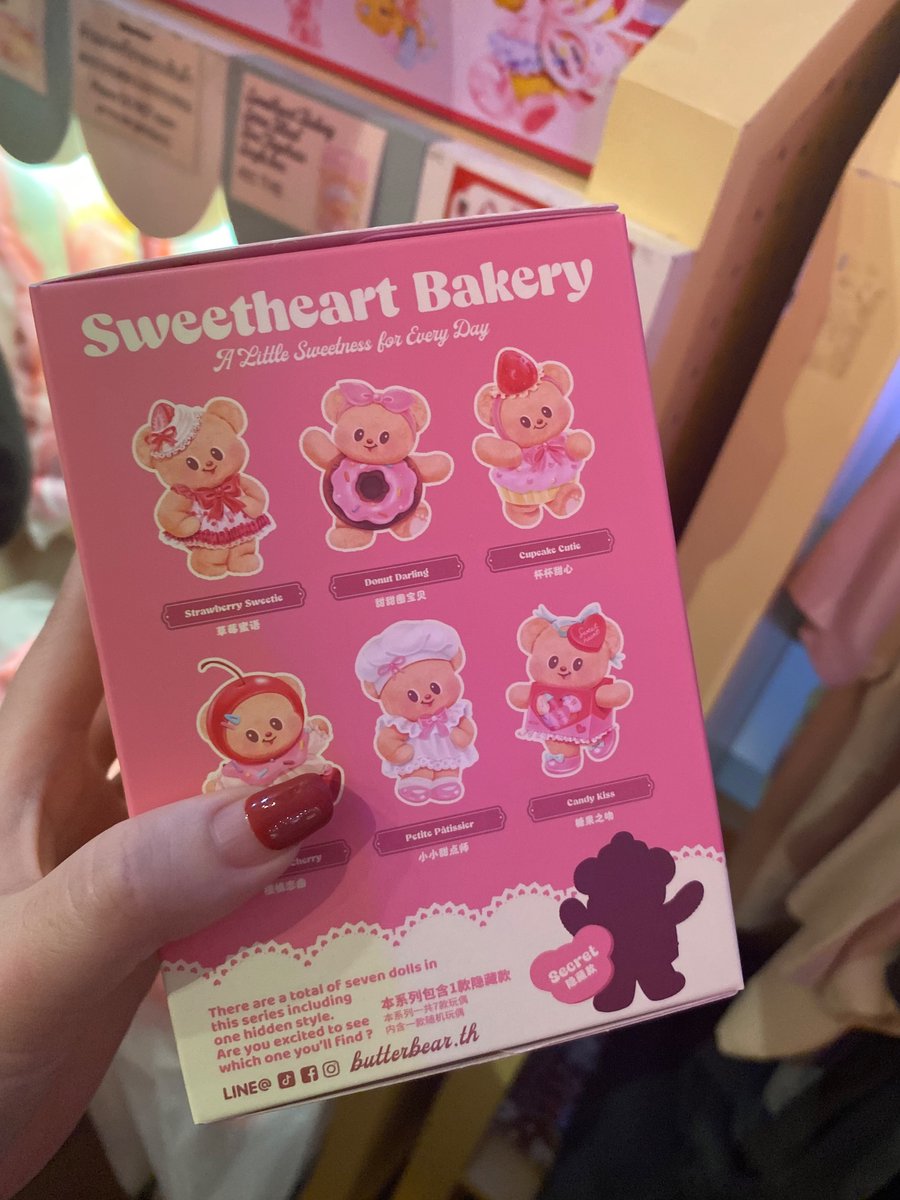 Sweetheart Bakery
A Little Sweetness for Every Day
Strawberry Sweetie
草莓蜜语
Donut Darling
甜甜圈宝贝
Cupcake Cutie
杯杯甜心
Cherry
Petite Pâtissier
小小甜点师
Sweet heart
Candy Kiss
糖果之吻
There are a total of seven dolls in
this series including
one hidden style.
Are you excited to see
which one you'll find ?
本系列包含1款隐藏款
本系列一共7款玩偶
内含一款随机玩偶
Secret
隐藏款
LINE@
butterbear.th